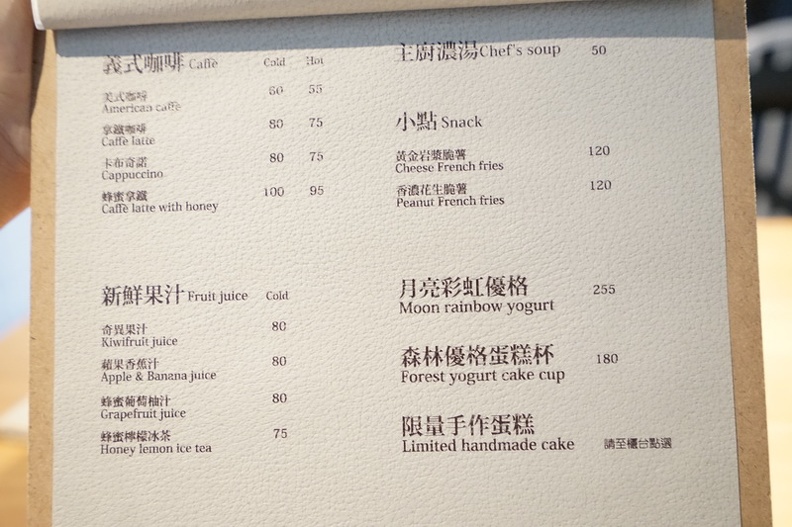 義式咖啡 Caffè Cold Hot
美式咖啡 60 55
American caffè
拿鐵咖啡 80 75
Caffè latte
卡布奇諾 80 75
Cappuccino
蜂蜜拿鐵 100 95
Caffè latte with honey
新鮮果汁 Fruit juice Cold
奇異果汁 80
Kiwifruit juice
蘋果香蕉汁 80
Apple & Banana juice
蜂蜜葡萄柚汁 80
Grapefruit juice
蜂蜜檸檬冰茶 75
Honey lemon ice tea
主廚濃湯 Chef's soup 50
小點 Snack
黃金岩漿脆薯 120
Cheese French fries
香濃花生脆薯 120
Peanut French fries
月亮彩虹優格 255
Moon rainbow yogurt
森林優格蛋糕杯 180
Forest yogurt cake cup
限量手作蛋糕
Limited handmade cake 請至櫃台點選